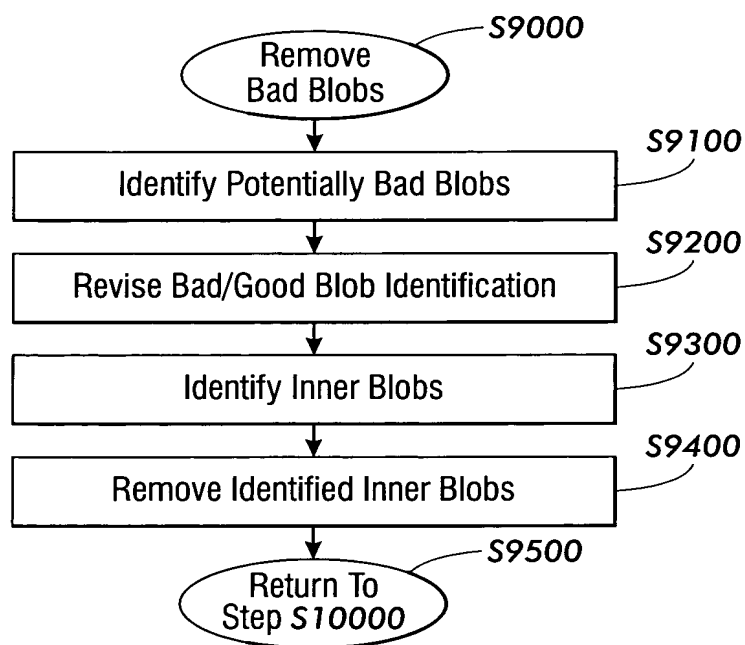 S9000
Remove
Bad Blobs
S9100
Identify Potentially Bad Blobs
S9200
Revise Bad/Good Blob Identification
S9300
Identify Inner Blobs
S9400
Remove Identified Inner Blobs
S9500
Return To
Step S10000